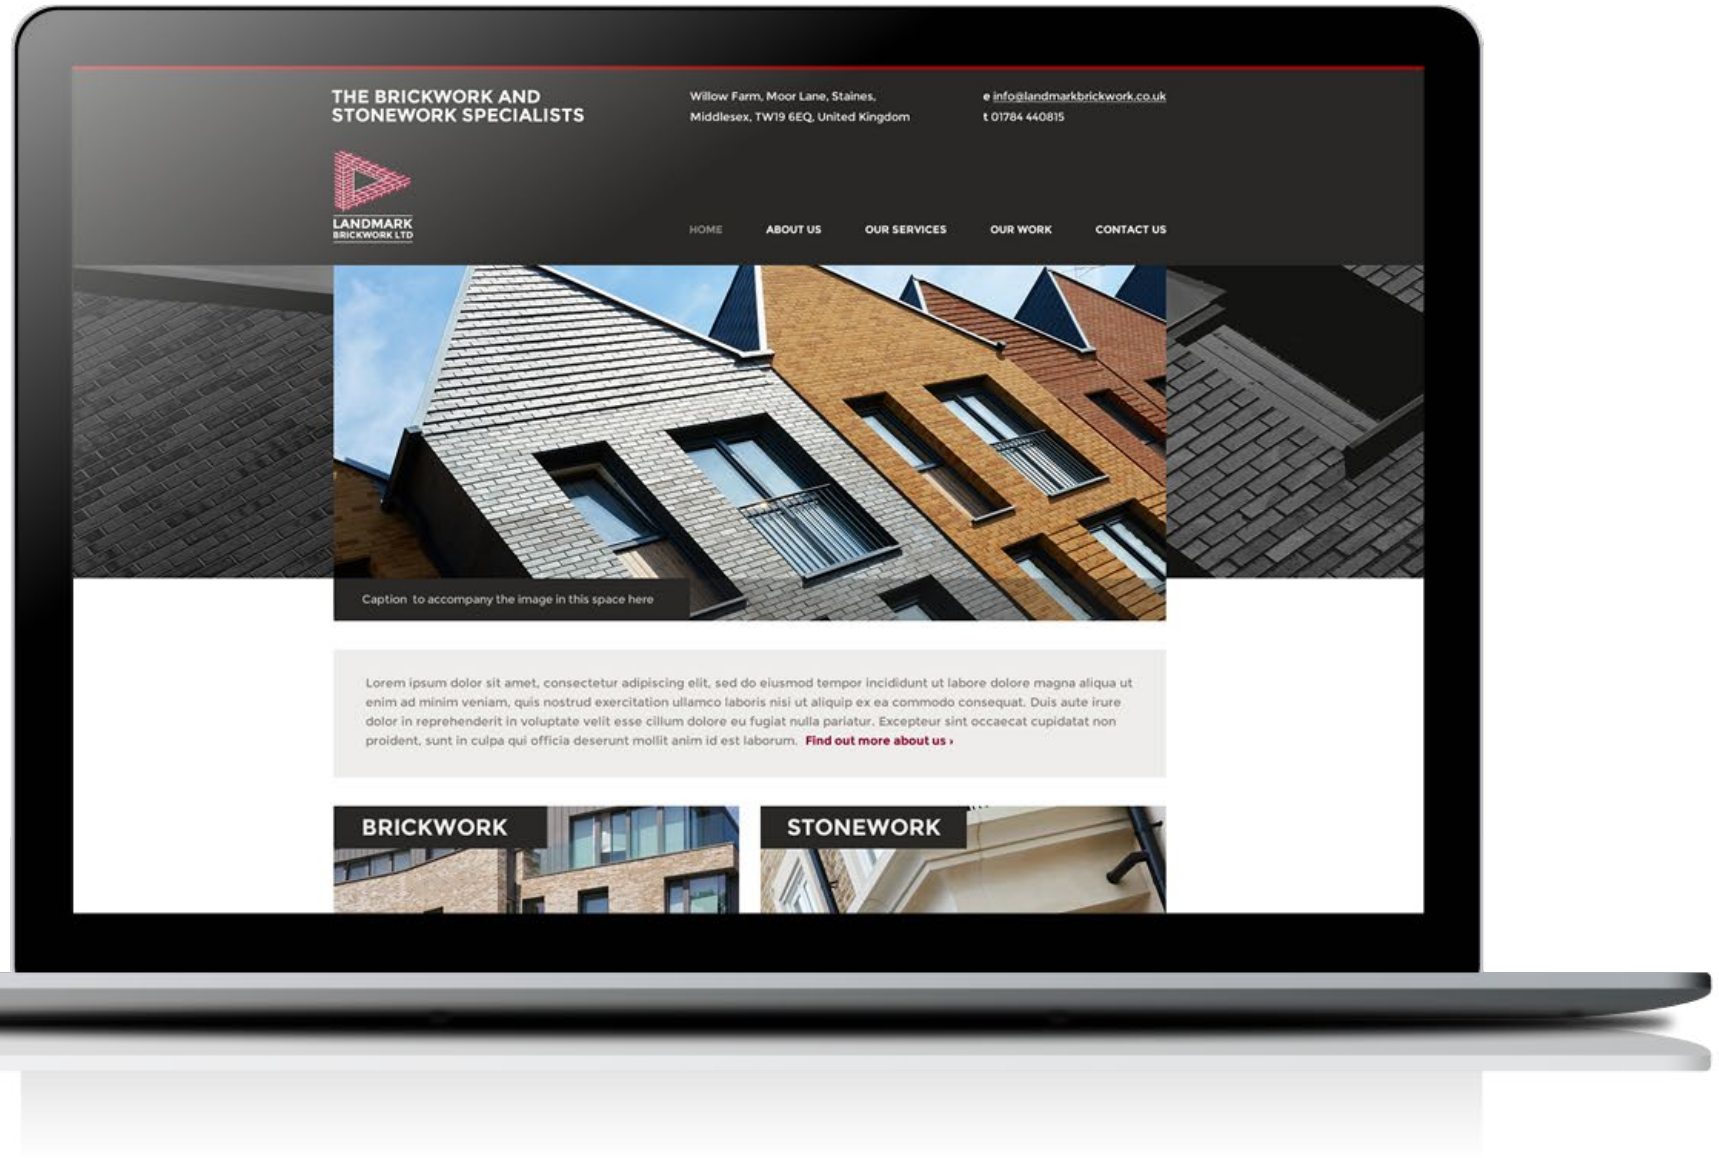 THE BRICKWORK AND
STONEWORK SPECIALISTS
Willow Farm, Moor Lane, Staines,
Middlesex, TW19 6EQ, United Kingdom
e info@landmarkbrickwork.co.uk
t 01784 440815
LANDMARK
BRICKWORK LTD
HOME ABOUT US OUR SERVICES OUR WORK CONTACT US
Caption to accompany the image in this space here
Lorem ipsum dolor sit amet, consectetur adipiscing elit, sed do eiusmod tempor incididunt ut labore dolore magna aliqua ut
enim ad minim veniam, quis nostrud exercitation ullamco laboris nisi ut aliquip ex ea commodo consequat. Duis aute irure
dolor in reprehenderit in voluptate velit esse cillum dolore eu fugiat nulla pariatur. Excepteur sint occaecat cupidatat non
proident, sunt in culpa qui officia deserunt mollit anim id est laborum. Find out more about us ›
BRICKWORK
STONEWORK